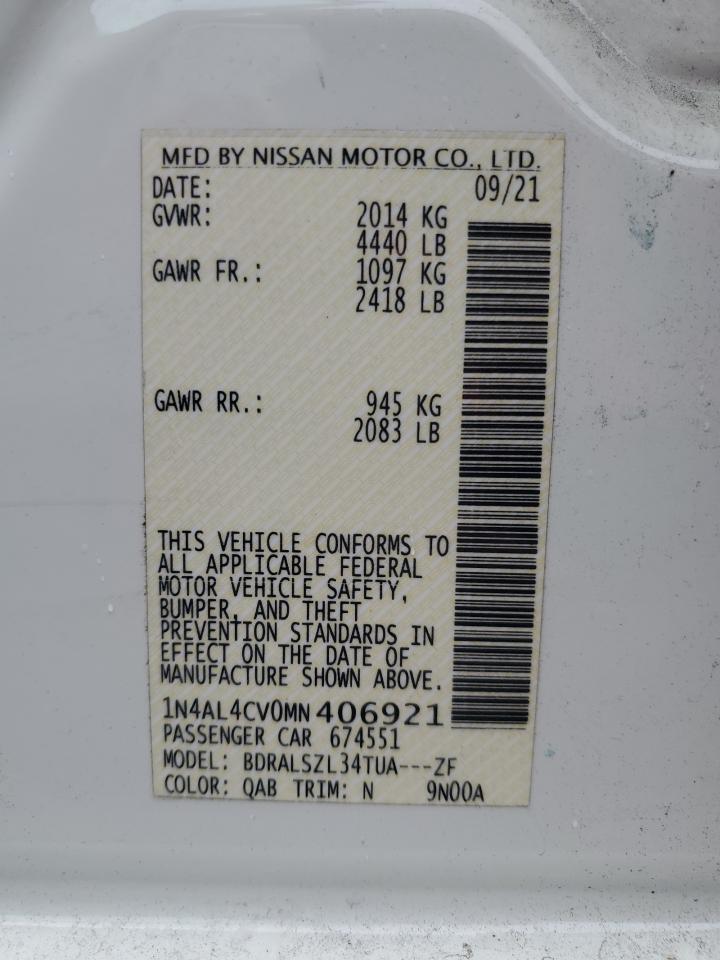 MFD BY NISSAN MOTOR CO., LTD.
DATE: 09/21
GVWR: 2014 KG
4440 LB
GAWR FR.: 1097 KG
2418 LB
GAWR RR.: 945 KG
2083 LB
THIS VEHICLE CONFORMS TO
ALL APPLICABLE FEDERAL
MOTOR VEHICLE SAFETY,
BUMPER, AND THEFT
PREVENTION STANDARDS IN
EFFECT ON THE DATE OF
MANUFACTURE SHOWN ABOVE.
1N4AL4CV0MN 406921
PASSENGER CAR 674551
MODEL: BDRALSZL34TUA---ZF
COLOR: QAB TRIM: N 9N00A